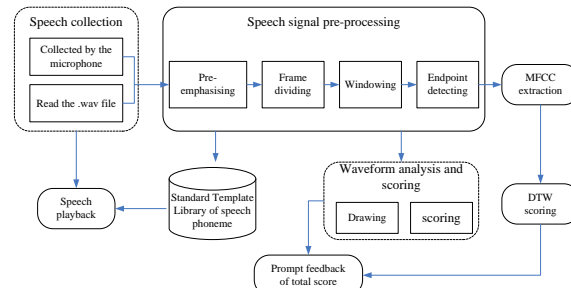 Speech collection
Collected by the
microphone
Read the .wav file
Speech signal pre-processing
Pre-
emphasising
Frame
dividing
Windowing
Endpoint
detecting
MFCC
extraction
Speech
playback
Standard Template
Library of speech
phoneme
Waveform analysis and
scoring
Drawing
scoring
DTW
scoring
Prompt feedback
of total score